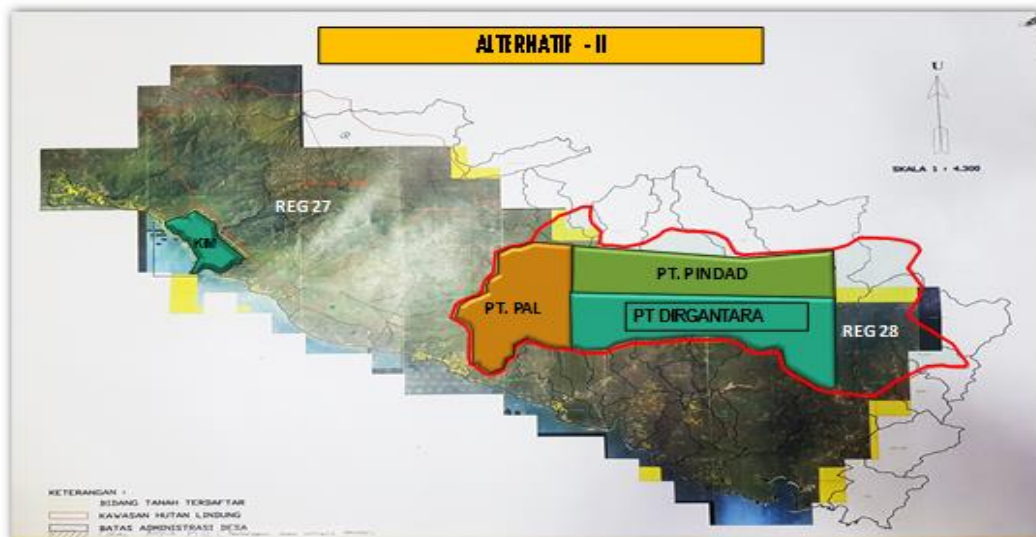 ALTERNATIF - II
U
SKALA 1 : 4.300
REG 27
KIM
PT. PINDAD
PT. PAL
PT DIRGANTARA
REG 28
KETERANGAN :
BIDANG TANAH TERDAFTAR
KAWASAN HUTAN LINDUNG
BATAS ADMINISTRASI DESA